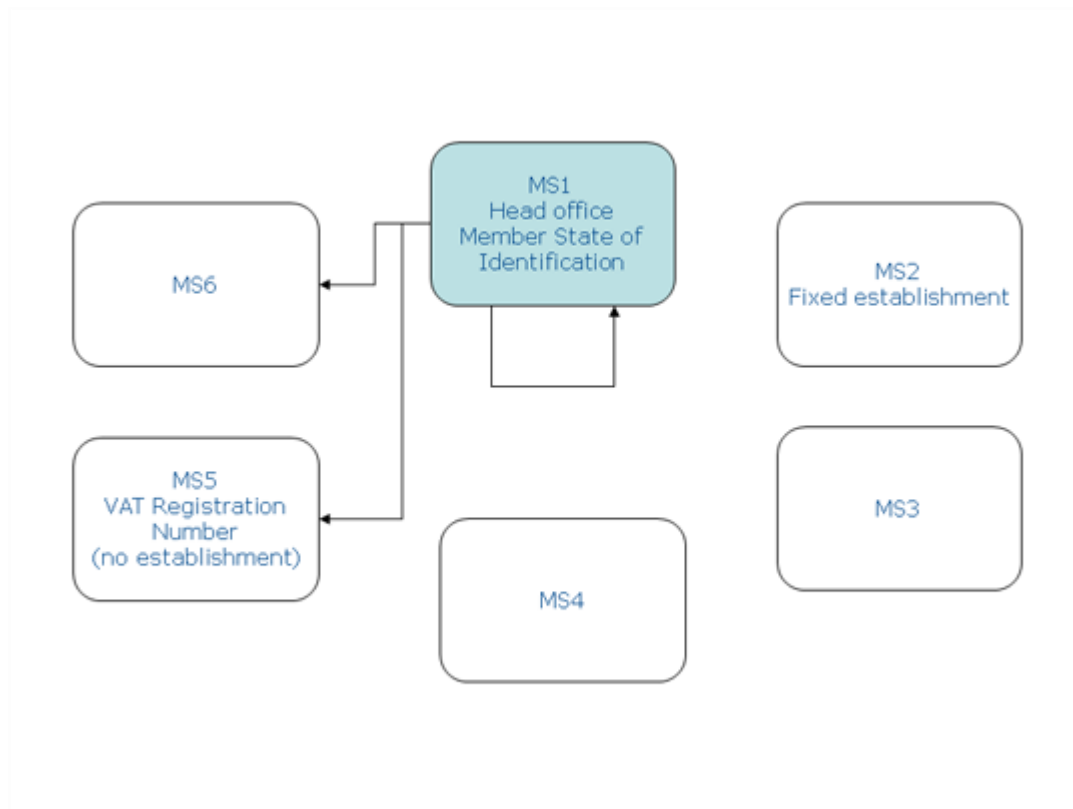 MS1
Head office
Member State of
Identification
MS6
MS2
Fixed establishment
MS5
VAT Registration
Number
(no establishment)
MS3
MS4